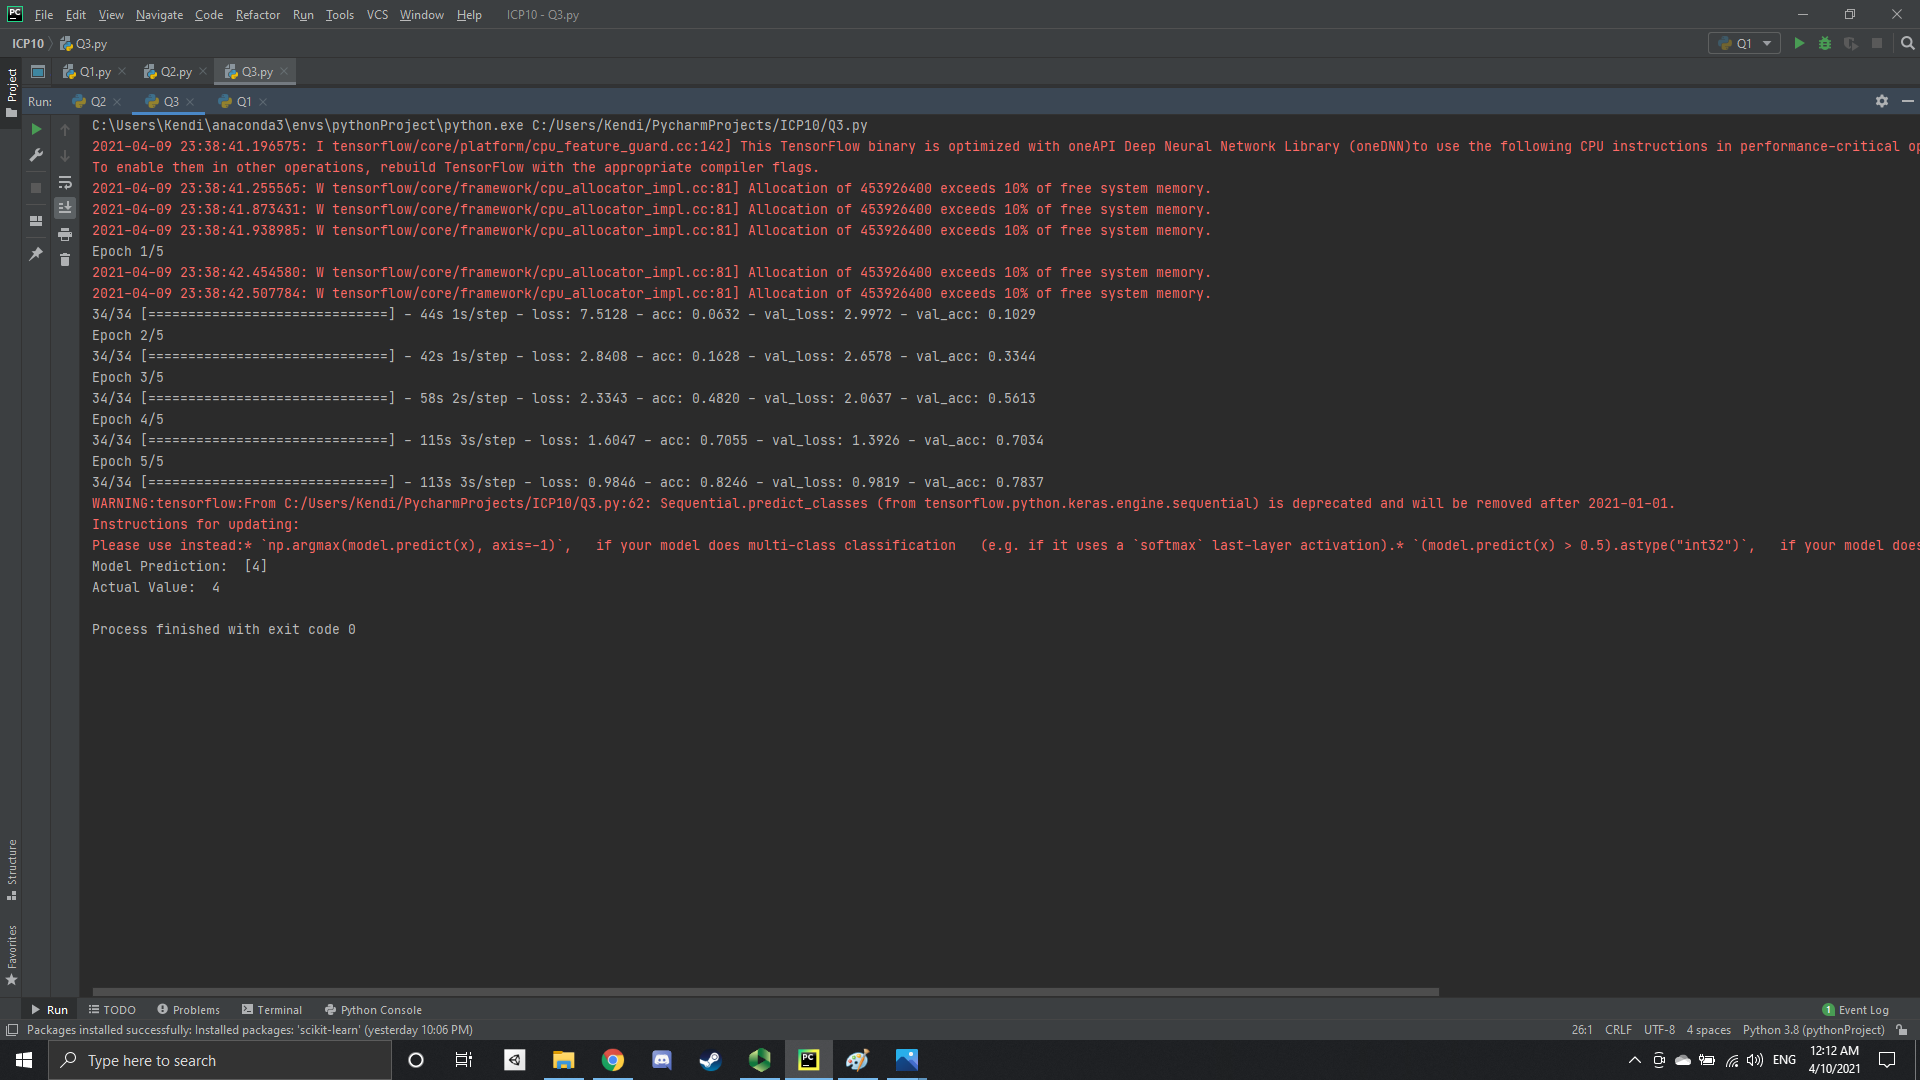 File Edit View Navigate Code Refactor Run Tools VCS Window Help ICP10 - Q3.py
ICP10 Q3.py Q1
Project Q1.py Q2.py Q3.py
Run: Q2 Q3 Q1
C:\Users\Kendi\anaconda3\envs\pythonProject\python.exe C:/Users/Kendi/PycharmProjects/ICP10/Q3.py
2021-04-09 23:38:41.196575: I tensorflow/core/platform/cpu_feature_guard.cc:142] This TensorFlow binary is optimized with oneAPI Deep Neural Network Library (oneDNN)to use the following CPU instructions in performance-critical op
To enable them in other operations, rebuild TensorFlow with the appropriate compiler flags.
2021-04-09 23:38:41.255565: W tensorflow/core/framework/cpu_allocator_impl.cc:81] Allocation of 453926400 exceeds 10% of free system memory.
2021-04-09 23:38:41.873431: W tensorflow/core/framework/cpu_allocator_impl.cc:81] Allocation of 453926400 exceeds 10% of free system memory.
2021-04-09 23:38:41.938985: W tensorflow/core/framework/cpu_allocator_impl.cc:81] Allocation of 453926400 exceeds 10% of free system memory.
Epoch 1/5
2021-04-09 23:38:42.454580: W tensorflow/core/framework/cpu_allocator_impl.cc:81] Allocation of 453926400 exceeds 10% of free system memory.
2021-04-09 23:38:42.507784: W tensorflow/core/framework/cpu_allocator_impl.cc:81] Allocation of 453926400 exceeds 10% of free system memory.
34/34 [==============================] - 44s 1s/step - loss: 7.5128 - acc: 0.0632 - val_loss: 2.9972 - val_acc: 0.1029
Epoch 2/5
34/34 [==============================] - 42s 1s/step - loss: 2.8408 - acc: 0.1628 - val_loss: 2.6578 - val_acc: 0.3344
Epoch 3/5
34/34 [==============================] - 58s 2s/step - loss: 2.3343 - acc: 0.4820 - val_loss: 2.0637 - val_acc: 0.5613
Epoch 4/5
34/34 [==============================] - 115s 3s/step - loss: 1.6047 - acc: 0.7055 - val_loss: 1.3926 - val_acc: 0.7034
Epoch 5/5
34/34 [==============================] - 113s 3s/step - loss: 0.9846 - acc: 0.8246 - val_loss: 0.9819 - val_acc: 0.7837
WARNING:tensorflow:From C:/Users/Kendi/PycharmProjects/ICP10/Q3.py:62: Sequential.predict_classes (from tensorflow.python.keras.engine.sequential) is deprecated and will be removed after 2021-01-01.
Instructions for updating:
Please use instead:* `np.argmax(model.predict(x), axis=-1)`,   if your model does multi-class classification   (e.g. if it uses a `softmax` last-layer activation).* `(model.predict(x) > 0.5).astype("int32")`,   if your model does
Model Prediction:  [4]
Actual Value:  4
Process finished with exit code 0
Structure
Favorites
Run TODO Problems Terminal Python Console 1 Event Log
Packages installed successfully: Installed packages: 'scikit-learn' (yesterday 10:06 PM) 26:1 CRLF UTF-8 4 spaces Python 3.8 (pythonProject)
Type here to search PC ENG 12:12 AM
4/10/2021